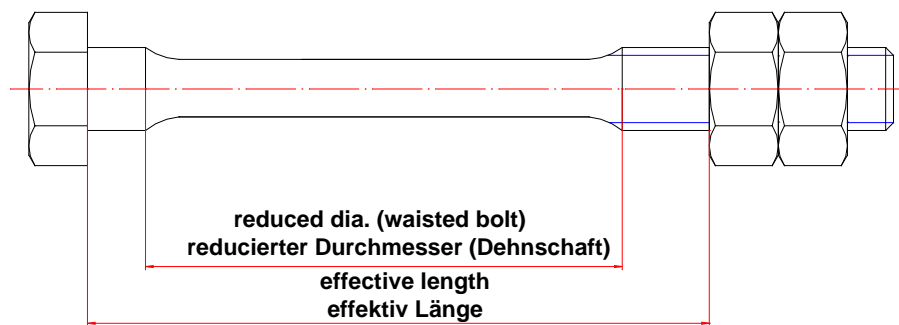 reduced dia. (waisted bolt)
reducierter Durchmesser (Dehnschaft)
effective length
effektiv Länge